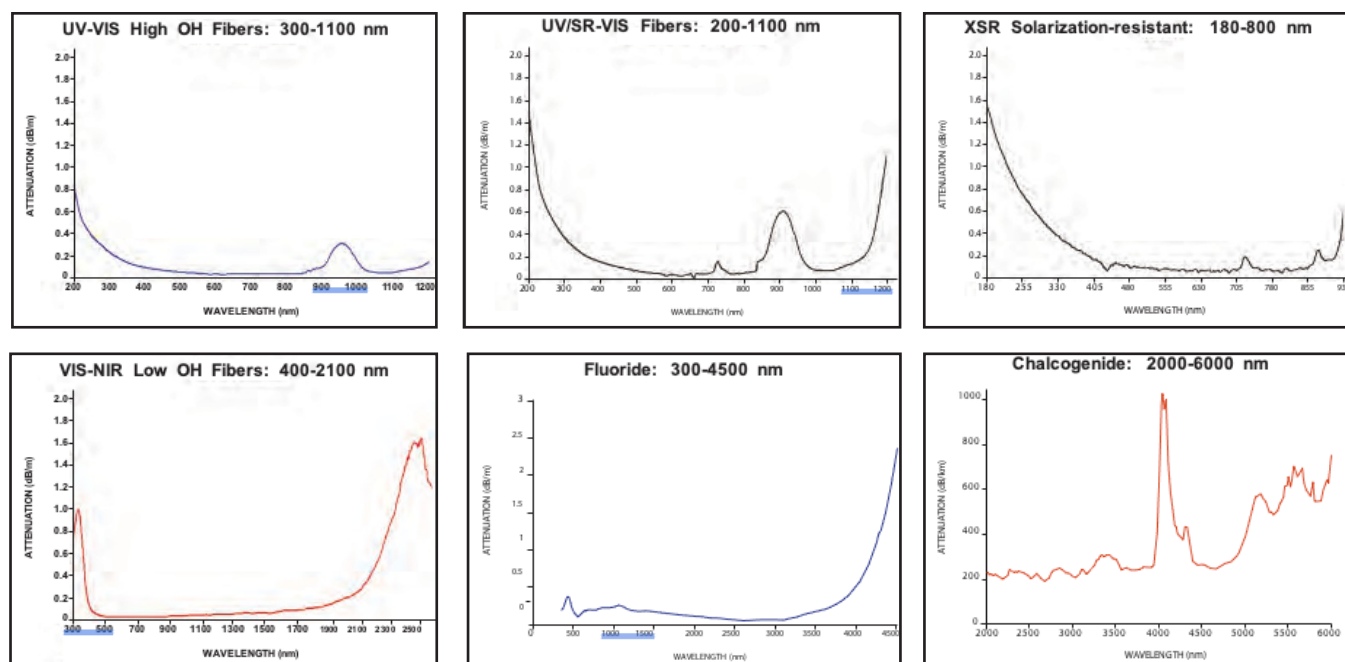 UV-VIS High OH Fibers: 300-1100 nm
2.0
1.8
1.6
1.4
1.2
1.0
0.8
0.6
0.4
0.2
0
ATTENUATION (dB/m)
200 300 400 500 600 700 800 900 1000 1100 1200
WAVELENGTH (nm)
UV/SR-VIS Fibers: 200-1100 nm
2.0
1.8
1.6
1.4
1.2
1.0
0.8
0.6
0.4
0.2
0
ATTENUATION (dB/m)
200 300 400 500 600 700 800 900 1000 1100 1200
WAVELENGTH (nm)
XSR Solarization-resistant: 180-800 nm
2.0
1.8
1.6
1.4
1.2
1.0
0.8
0.6
0.4
0.2
0
ATTENUATION (dB/m)
180 255 330 405 480 555 630 705 780 855
WAVELENGTH (nm)
VIS-NIR Low OH Fibers: 400-2100 nm
2.0
1.8
1.6
1.4
1.2
1.0
0.8
0.6
0.4
0.2
0
ATTENUATION (dB/m)
300 500 700 900 1100 1300 1500 1700 1900 2100 2300 2500
WAVELENGTH (nm)
Fluoride: 300-4500 nm
3
2.5
2
1.5
1
0.5
0
ATTENUATION (dB/m)
0 500 1000 1500 2000 2500 3000 3500 4000 4500
WAVELENGTH (nm)
Chalcogenide: 2000-6000 nm
1000
800
600
400
200
0
ATTENUATION (dB/km)
2000 2500 3000 3500 4000 4500 5000 5500 6000
WAVELENGTH (nm)